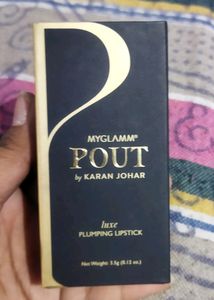 MYGLAMM®
POUT
by KARAN JOHAR
luxe
PLUMPING LIPSTICK
Net Weight: 3.5g (0.12 oz.)